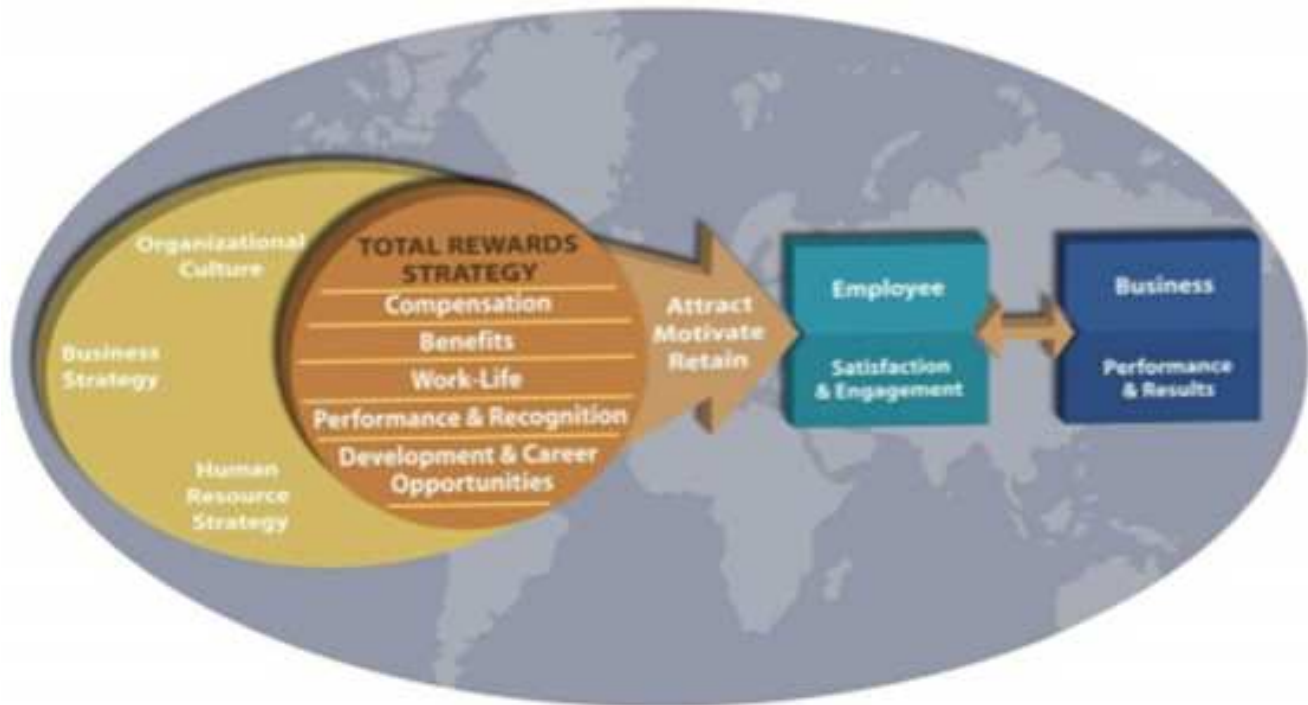 Organizational
Culture
Business
Strategy
Human
Resource
Strategy
TOTAL REWARDS
STRATEGY
Compensation
Benefits
Work-Life
Performance & Recognition
Development & Career
Opportunities
Attract
Motivate
Retain
Employee
Satisfaction
& Engagement
Business
Performance
& Results